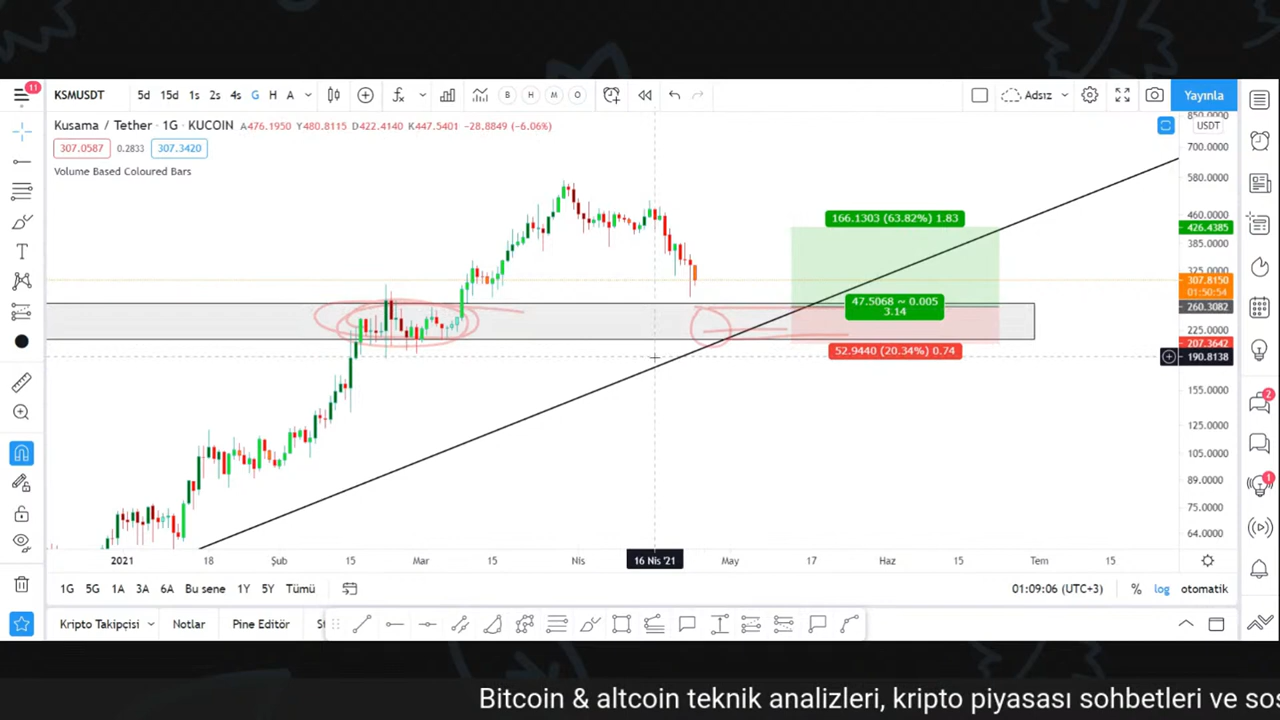 11
KSMUSDT 5d 15d 1s 2s 4s G H A B H M O Adsız Yayınla
Kusama / Tether · 1G · KUCOIN A476.1950 Y480.8115 D422.4140 K447.5401 -28.8849 (-6.06%)
307.0587 0.2833 307.3420
Volume Based Coloured Bars
850.0000
USDT
700.0000
580.0000
460.0000
426.4385
385.0000
325.0000
307.8150
01:50:54
260.3082
225.0000
207.3642
190.8138
155.0000
125.0000
105.0000
89.0000
75.0000
64.0000
166.1303 (63.82%) 1.83
47.5068 ~ 0.005
3.14
52.9440 (20.34%) 0.74
2021 18 Şub 15 Mar 15 Nis 16 Nis '21 May 17 Haz 15 Tem 15
1G 5G 1A 3A 6A Bu sene 1Y 5Y Tümü 01:09:06 (UTC+3) % log otomatik
Kripto Takipçisi Notlar Pine Editör
2
1
Bitcoin & altcoin teknik analizleri, kripto piyasası sohbetleri ve sos